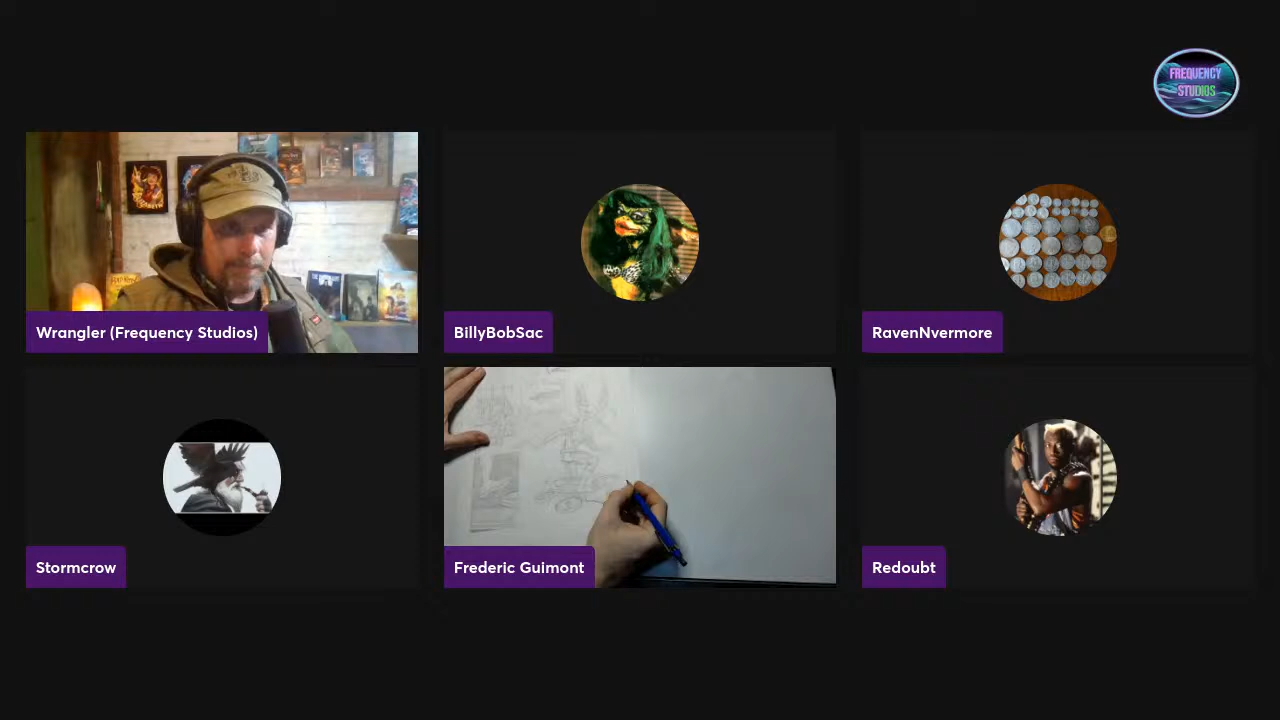 FREQUENCY
STUDIOS
Wrangler (Frequency Studios)
BillyBobSac
RavenNvermore
Stormcrow
Frederic Guimont
Redoubt